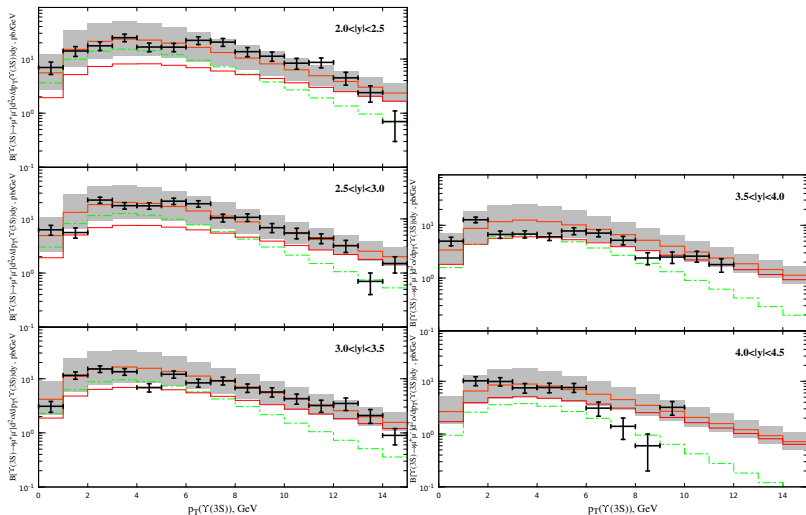 2.0<|y|<2.5
B[ϒ(3S)→μ⁺μ⁻]d²σ/dp_T(ϒ(3S))dy , pb/GeV
10¹
10⁰
10⁻¹
2.5<|y|<3.0
B[ϒ(3S)→μ⁺μ⁻]d²σ/dp_T(ϒ(3S))dy , pb/GeV
10¹
10⁰
10⁻¹
3.0<|y|<3.5
B[ϒ(3S)→μ⁺μ⁻]d²σ/dp_T(ϒ(3S))dy , pb/GeV
10¹
10⁰
10⁻¹
0 2 4 6 8 10 12 14
p_T(ϒ(3S)), GeV
3.5<|y|<4.0
B[ϒ(3S)→μ⁺μ⁻]d²σ/dp_T(ϒ(3S))dy , pb/GeV
10²
10¹
10⁰
10⁻¹
4.0<|y|<4.5
B[ϒ(3S)→μ⁺μ⁻]d²σ/dp_T(ϒ(3S))dy , pb/GeV
10¹
10⁰
10⁻¹
0 2 4 6 8 10 12 14
p_T(ϒ(3S)), GeV